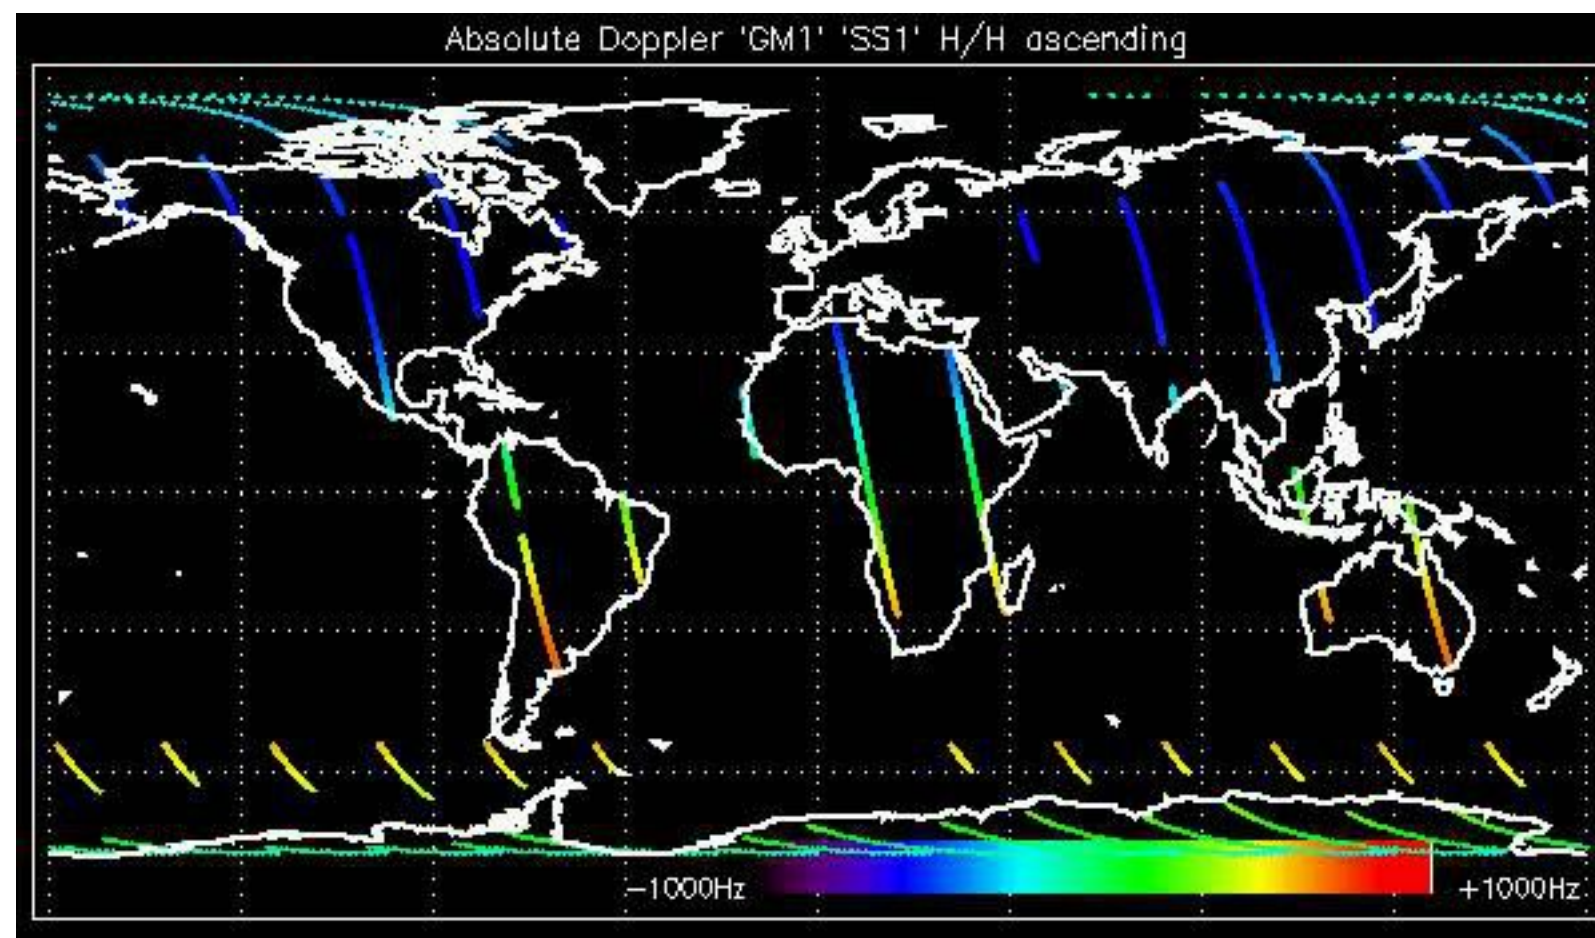 Absolute Doppler 'GM1' 'SS1' H/H ascending
-1000Hz
+1000Hz